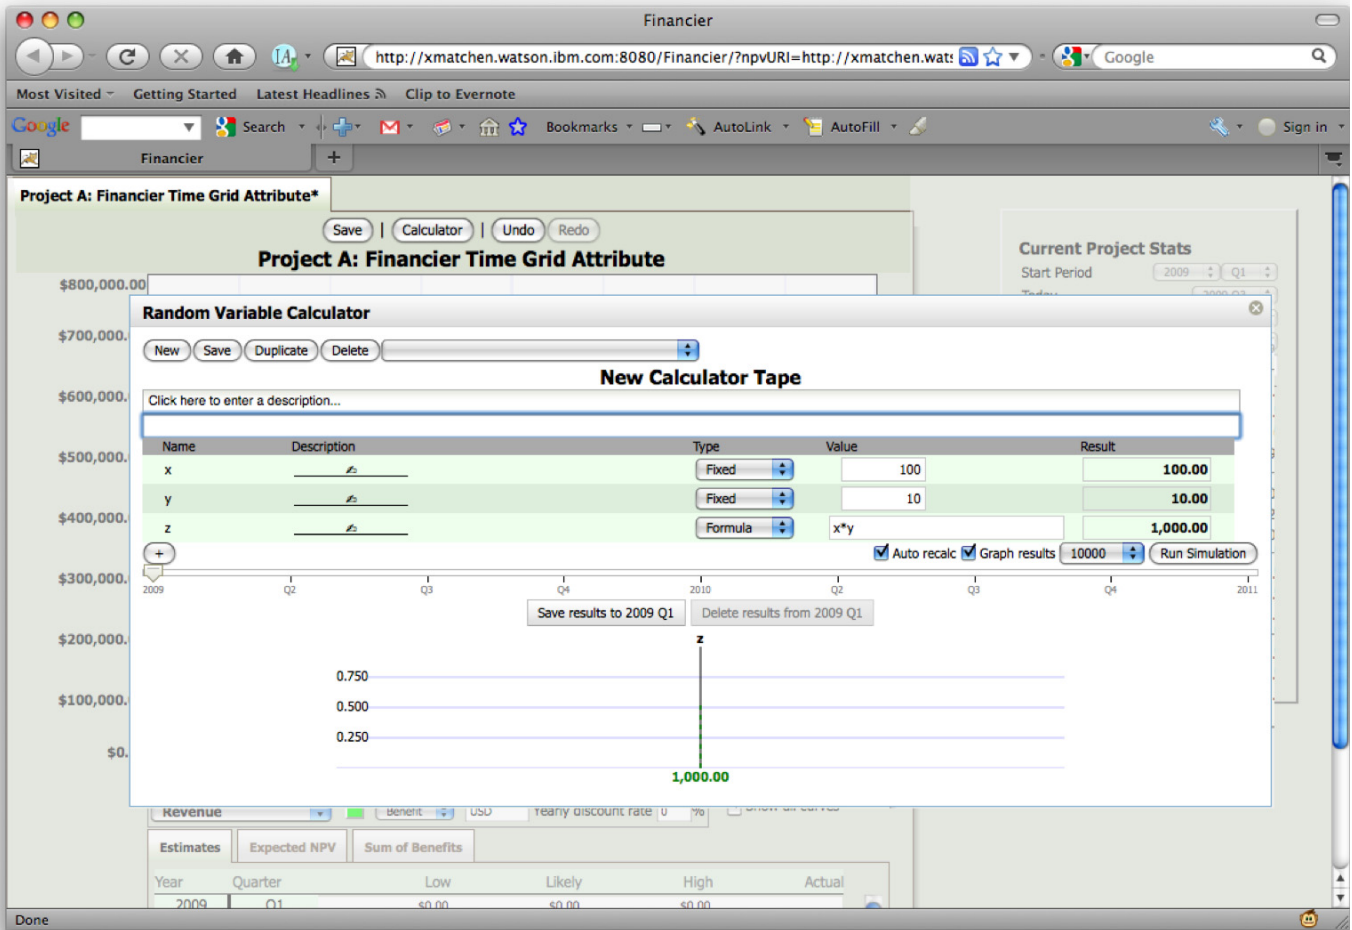 Financier
http://xmatchen.watson.ibm.com:8080/Financier/?npvURI=http://xmatchen.wats
Google
Most Visited Getting Started Latest Headlines Clip to Evernote
Google Search Bookmarks AutoLink AutoFill Sign in
Financier +
Project A: Financier Time Grid Attribute*
Save | Calculator | Undo Redo
Project A: Financier Time Grid Attribute
Current Project Stats
Start Period 2009 Q1
$800,000.00
Today 2009 Q2
Random Variable Calculator
$700,000.
New Save Duplicate Delete
New Calculator Tape
$600,000.
Click here to enter a description...
Name Description Type Value Result
$500,000.
x Fixed 100 100.00
y Fixed 10 10.00
$400,000.
z Formula x*y 1,000.00
+ Auto recalc Graph results 10000 Run Simulation
$300,000.
2009 Q2 Q3 Q4 2010 Q2 Q3 Q4 2011
Save results to 2009 Q1 Delete results from 2009 Q1
$200,000.
z
0.750
$100,000.
0.500
0.250
$0.
1,000.00
Revenue Benefit USD Yearly discount rate 0 % Show all curves
Estimates Expected NPV Sum of Benefits
Year Quarter Low Likely High Actual
2009 Q1 $0.00 $0.00 $0.00
Done